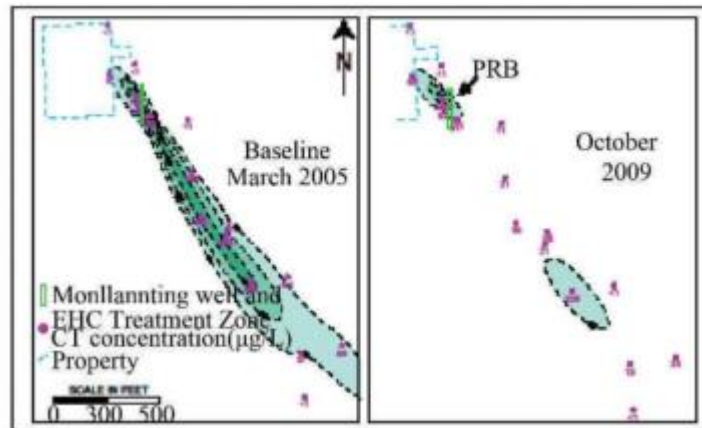 N
Baseline
March 2005
Monllannting well and
EHC Treatment Zone
CT concentration(μg/L)
Property
SCALE IN FEET
0 300 500
PRB
October
2009